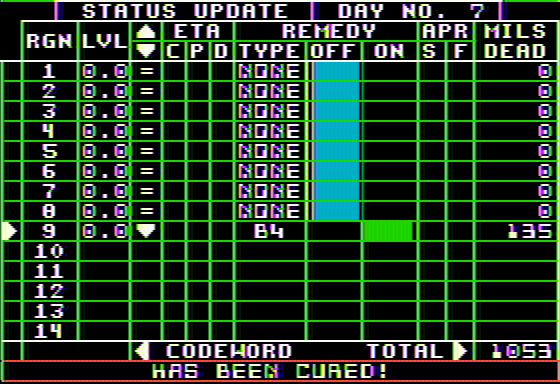 STATUS UPDATE DAY NO. 7
RGN LVL ETA REMEDY APR MILS
C P D TYPE OFF ON S F DEAD
1 0.0 = NONE 0
2 0.0 = NONE 0
3 0.0 = NONE 0
4 0.0 = NONE 0
5 0.0 = NONE 0
6 0.0 = NONE 0
7 0.0 = NONE 0
8 0.0 = NONE 0
9 0.0 B4 135
10
11
12
13
14
CODEWORD TOTAL 1053
HAS BEEN CURED!